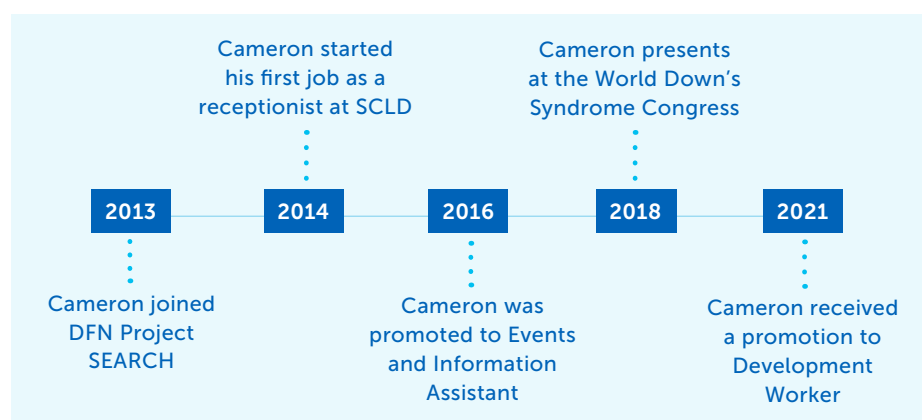 Cameron started
his first job as a
receptionist at SCLD
Cameron presents
at the World Down's
Syndrome Congress
2013
2014
2016
2018
2021
Cameron joined
DFN Project
SEARCH
Cameron was
promoted to Events
and Information
Assistant
Cameron received
a promotion to
Development
Worker